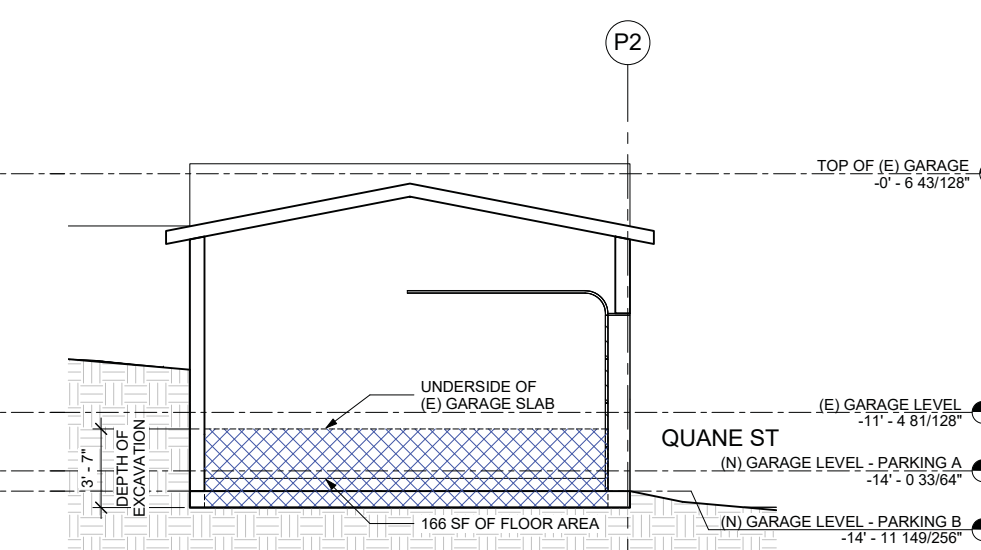 P2
TOP OF (E) GARAGE
-0' - 6 43/128"
UNDERSIDE OF
(E) GARAGE SLAB
(E) GARAGE LEVEL
-11' - 4 81/128"
QUANE ST
3' - 7"
DEPTH OF
EXCAVATION
(N) GARAGE LEVEL - PARKING A
-14' - 0 33/64"
166 SF OF FLOOR AREA
(N) GARAGE LEVEL - PARKING B
-14' - 11 149/256"